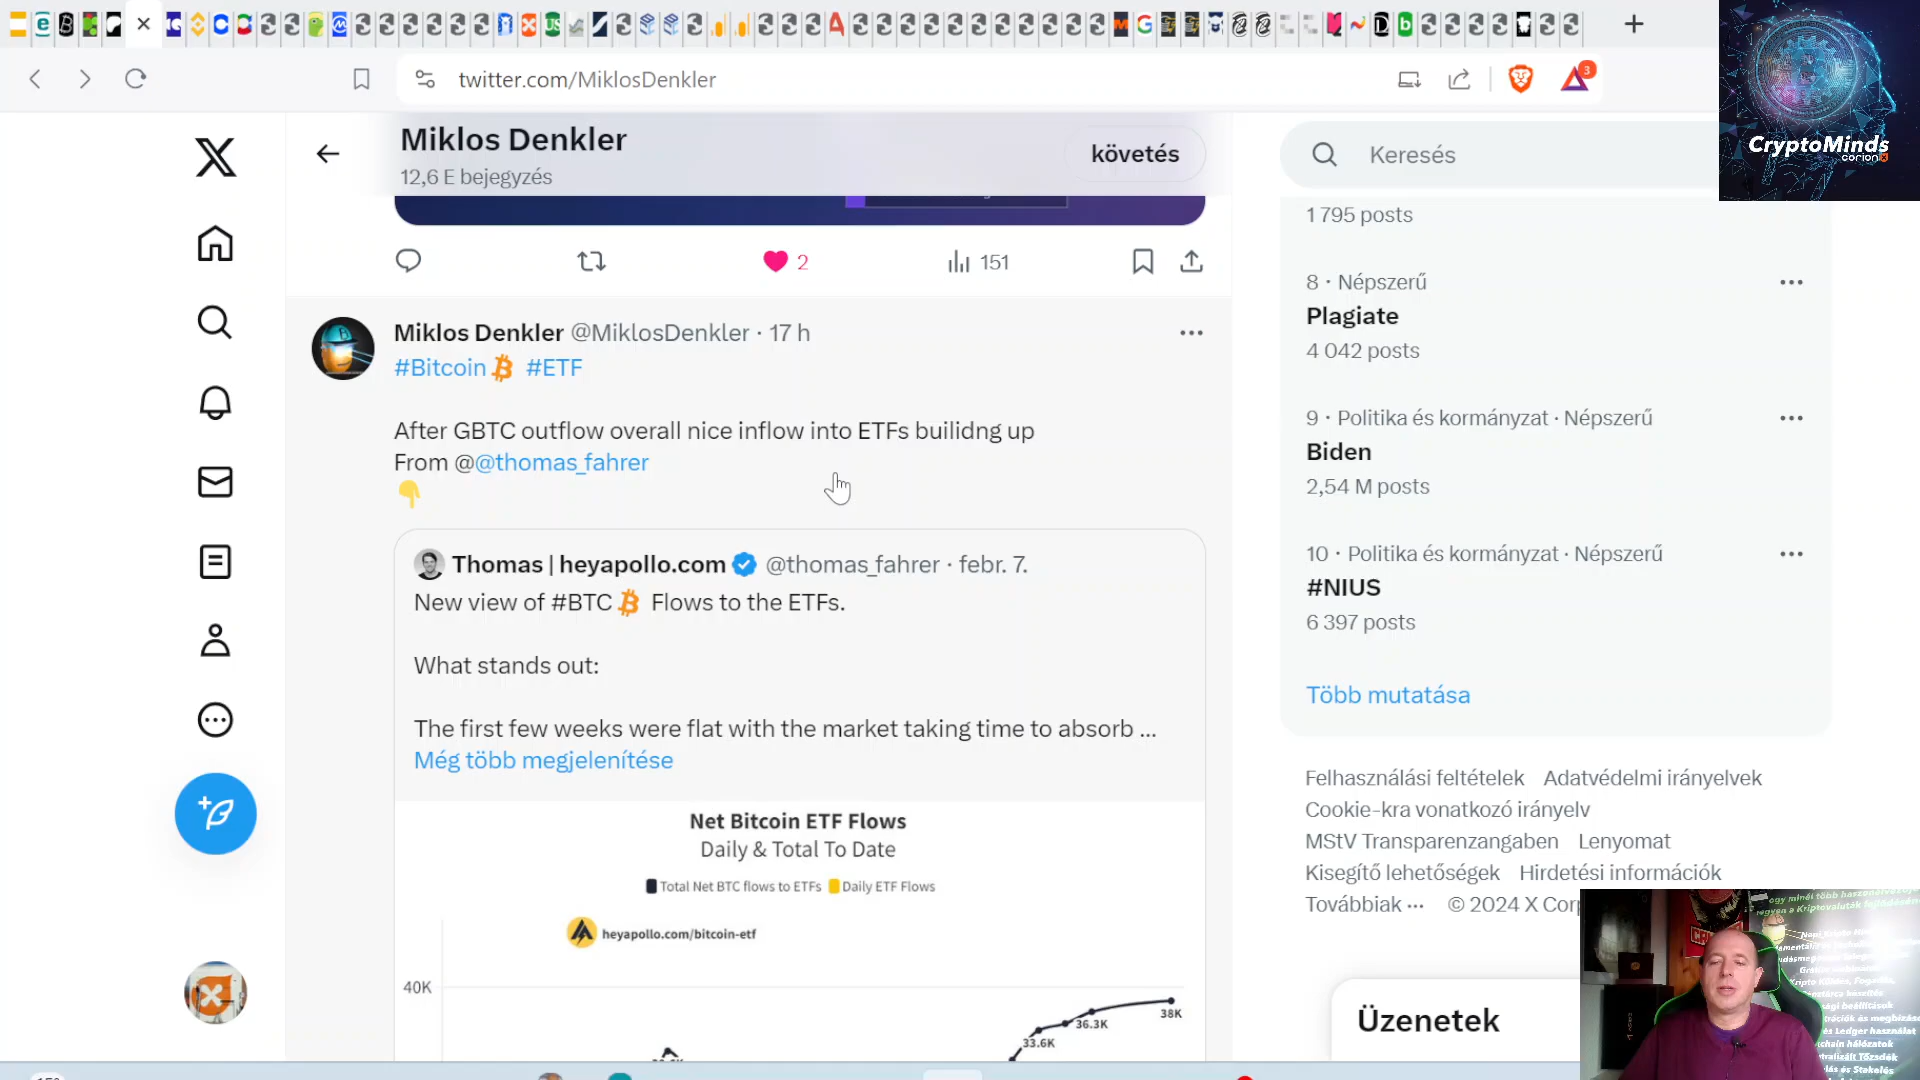 twitter.com/MiklosDenkler
3
CryptoMinds
corion
Miklos Denkler
12,6 E bejegyzés
követés
Keresés
2
151
Miklos Denkler @MiklosDenkler · 17 h
#Bitcoin #ETF
After GBTC outflow overall nice inflow into ETFs builidng up
From @@thomas_fahrer
Thomas | heyapollo.com @thomas_fahrer · febr. 7.
New view of #BTC Flows to the ETFs.
What stands out:
The first few weeks were flat with the market taking time to absorb ...
Még több megjelenítése
Net Bitcoin ETF Flows
Daily & Total To Date
Total Net BTC flows to ETFs Daily ETF Flows
heyapollo.com/bitcoin-etf
40K
38K
36.3K
33.6K
1 795 posts
8 · Népszerű
Plagiate
4 042 posts
9 · Politika és kormányzat · Népszerű
Biden
2,54 M posts
10 · Politika és kormányzat · Népszerű
#NIUS
6 397 posts
Több mutatása
Felhasználási feltételek Adatvédelmi irányelvek
Cookie-kra vonatkozó irányelv
MStV Transparenzangaben Lenyomat
Kisegítő lehetőségek Hirdetési információk
Továbbiak ··· © 2024 X Corp
Üzenetek